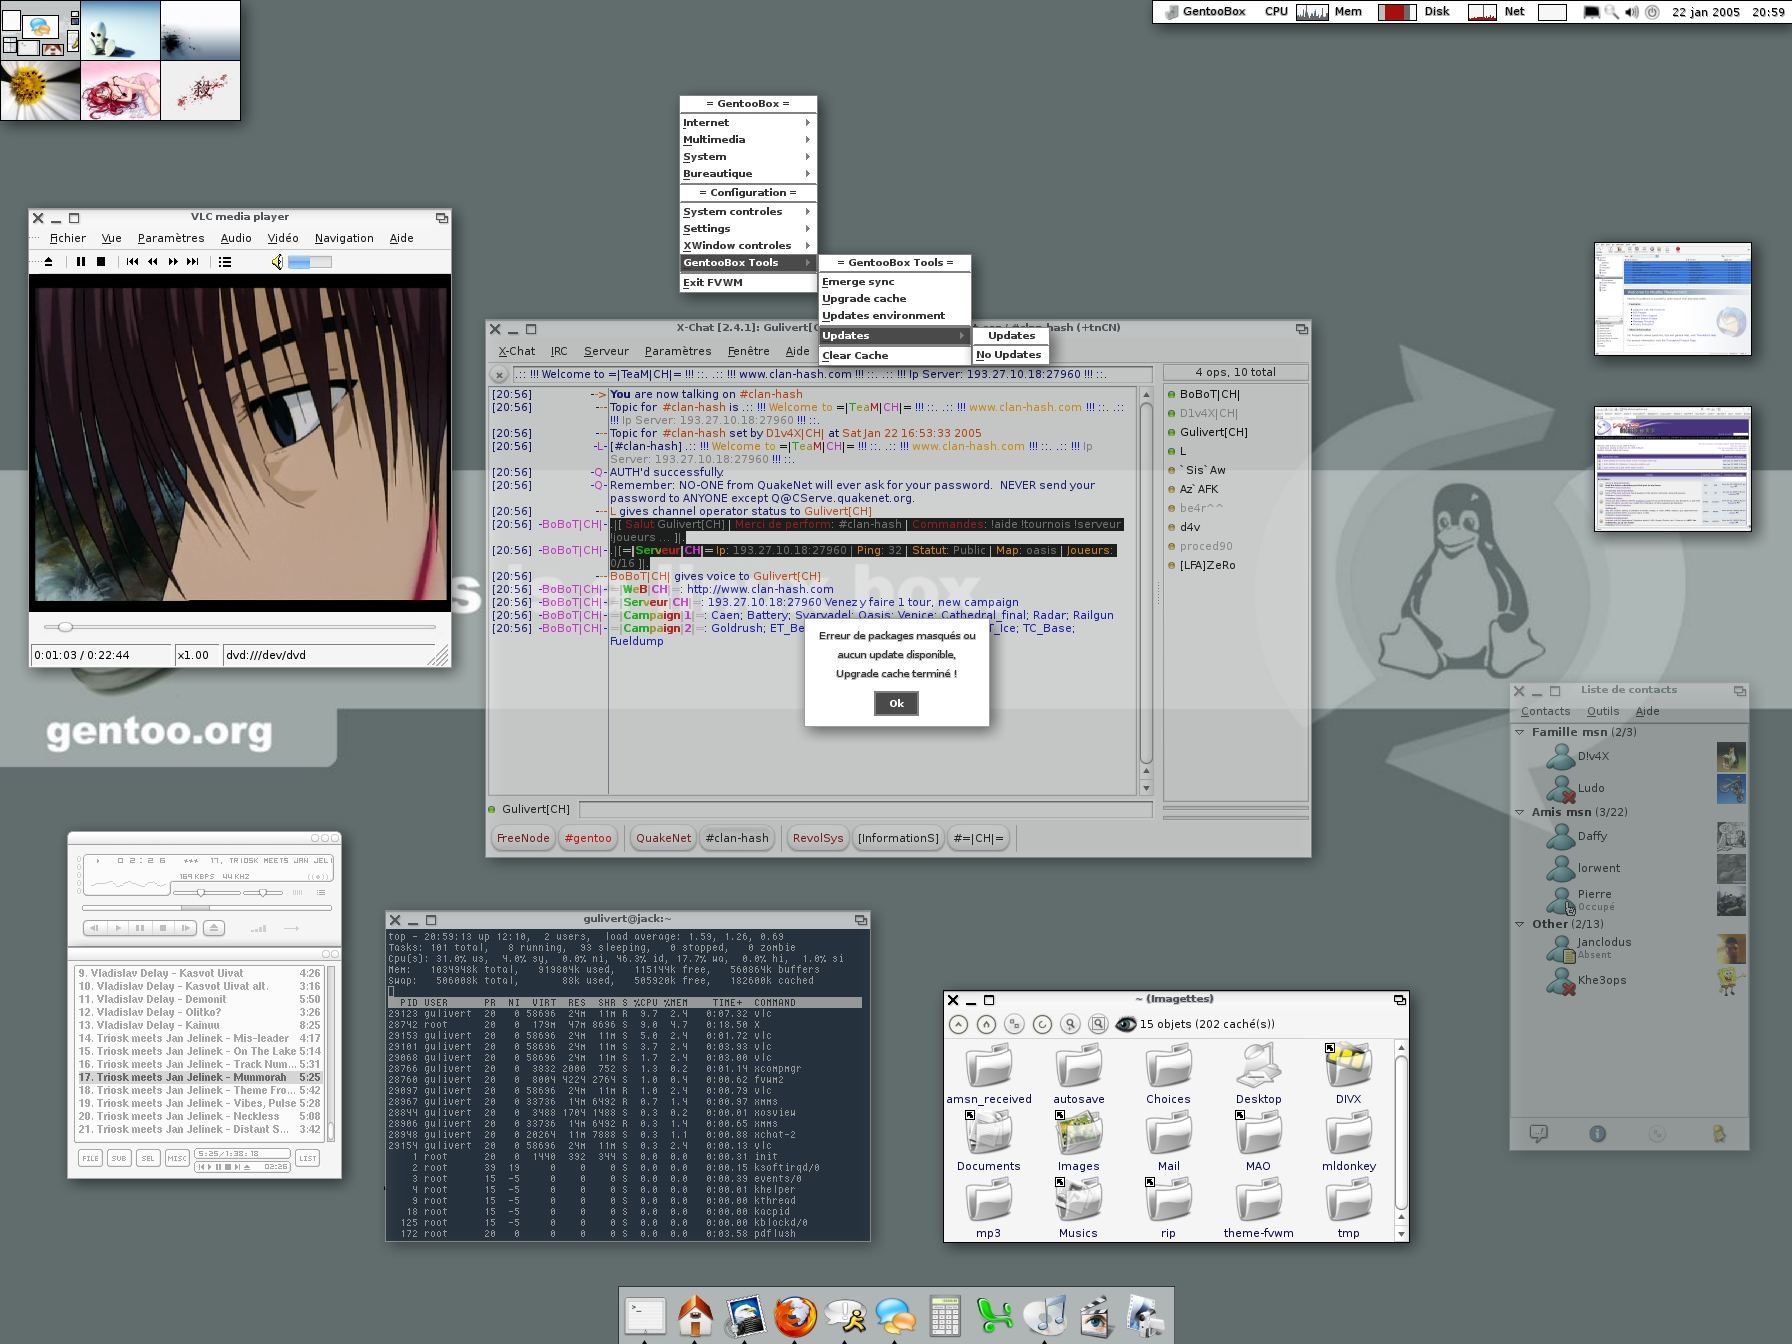 GentooBox CPU Mem Disk Net 22 jan 2005 20:59
殺
= GentooBox =
Internet
Multimedia
System
Bureautique
= Configuration =
System controles
Settings
XWindow controles
GentooBox Tools
Exit FVWM
= GentooBox Tools =
Emerge sync
Upgrade cache
Updates environment
Updates
Clear Cache
Updates
No Updates
VLC media player
Fichier Vue Paramètres Audio Vidéo Navigation Aide
0:01:03 / 0:22:44 x1.00 dvd:///dev/dvd
gentoo.org
box
X-Chat [2.4.1]: Gulivert[C hash (+tnCN)
X-Chat IRC Serveur Paramètres Fenêtre Aide
.:: !!! Welcome to =|TeaM|CH|= !!! ::. .:: !!! www.clan-hash.com !!! ::. .:: !!! Ip Server: 193.27.10.18:27960 !!! ::.
4 ops, 10 total
[20:56] --> You are now talking on #clan-hash
[20:56] --- Topic for #clan-hash is .:: !!! Welcome to =|TeaM|CH|= !!! ::. .:: !!! www.clan-hash.com !!! ::. .::
!!! Ip Server: 193.27.10.18:27960 !!! ::.
[20:56] --- Topic for #clan-hash set by D1v4X|CH| at Sat Jan 22 16:53:33 2005
[20:56] -L- [#clan-hash] .:: !!! Welcome to =|TeaM|CH|= !!! ::. .:: !!! www.clan-hash.com !!! ::. .:: !!! Ip
Server: 193.27.10.18:27960 !!! ::.
[20:56] -Q- AUTH'd successfully.
[20:56] -Q- Remember: NO-ONE from QuakeNet will ever ask for your password. NEVER send your
password to ANYONE except Q@CServe.quakenet.org.
[20:56] --- L gives channel operator status to Gulivert[CH]
[20:56] -BoBoT|CH|- .|[ Salut Gulivert[CH] | Merci de perform: #clan-hash | Commandes: !aide !tournois !serveur
!joueurs ... ]|.
[20:56] -BoBoT|CH|- .|[=|Serveur|CH|= Ip: 193.27.10.18:27960 | Ping: 32 | Statut: Public | Map: oasis | Joueurs:
0/16 ]|.
[20:56] --- BoBoT|CH| gives voice to Gulivert[CH]
[20:56] -BoBoT|CH|- =|WeB|CH|=: http://www.clan-hash.com
[20:56] -BoBoT|CH|- =|Serveur|CH|=: 193.27.10.18:27960 Venez y faire 1 tour, new campaign
[20:56] -BoBoT|CH|- =|Campaign|1|=: Caen; Battery; Svarvadel; Oasis; Venice; Cathedral_final; Radar; Railgun
[20:56] -BoBoT|CH|- =|Campaign|2|=: Goldrush; ET_Be T_Ice; TC_Base;
Fueldump
BoBoT|CH|
D1v4X|CH|
Gulivert[CH]
L
`Sis`Aw
Az`AFK
be4r^^
d4v
proced90
[LFA]ZeRo
Erreur de packages masqués ou
aucun update disponible,
Upgrade cache terminé !
Ok
Gulivert[CH]
FreeNode #gentoo QuakeNet #clan-hash RevolSys [InformationS] #=|CH|=
Liste de contacts
Contacts Outils Aide
Famille msn (2/3)
D!v4X
Ludo
Amis msn (3/22)
Daffy
lorwent
Pierre
Occupé
Other (2/13)
Janclodus
Absent
Khe3ops
02:26 *** 17. TRIOSK MEETS JAN JELI
169 KBPS 44 KHZ
9. Vladislav Delay - Kasvot Uivat 4:26
10. Vladislav Delay - Kasvot Uivat alt. 3:16
11. Vladislav Delay - Demonit 5:50
12. Vladislav Delay - Olitko? 3:26
13. Vladislav Delay - Kainuu 8:25
14. Triosk meets Jan Jelinek - Mis-leader 4:17
15. Triosk meets Jan Jelinek - On The Lake 5:14
16. Triosk meets Jan Jelinek - Track Num... 5:31
17. Triosk meets Jan Jelinek - Munmorah 5:25
18. Triosk meets Jan Jelinek - Theme Fro... 5:42
19. Triosk meets Jan Jelinek - Vibes, Pulse 5:28
20. Triosk meets Jan Jelinek - Neckless 5:08
21. Triosk meets Jan Jelinek - Distant S... 3:42
FILE SUB SEL MISC 5:25/1:38:18 02:26 LIST
gulivert@jack:~
top - 20:59:13 up 12:10, 2 users, load average: 1.59, 1.26, 0.69
Tasks: 101 total, 8 running, 93 sleeping, 0 stopped, 0 zombie
Cpu(s): 31.0% us, 4.0% sy, 0.0% ni, 46.3% id, 17.7% wa, 0.0% hi, 1.0% si
Mem: 1034948k total, 919804k used, 115144k free, 560864k buffers
Swap: 506008k total, 88k used, 505920k free, 182600k cached
PID USER PR NI VIRT RES SHR S %CPU %MEM TIME+ COMMAND
29123 gulivert 20 0 58696 24m 11m R 9.7 2.4 0:07.32 vlc
28742 root 20 0 179m 47m 8696 S 9.0 4.7 0:18.50 X
29153 gulivert 20 0 58696 24m 11m S 5.0 2.4 0:01.72 vlc
29101 gulivert 20 0 58696 24m 11m S 3.7 2.4 0:03.93 vlc
29068 gulivert 20 0 58696 24m 11m S 1.7 2.4 0:03.00 vlc
28766 gulivert 20 0 3832 2000 752 S 1.3 0.2 0:01.14 xcompmgr
28760 gulivert 20 0 8004 4224 2764 S 1.0 0.4 0:00.62 fvwm2
29097 gulivert 20 0 58696 24m 11m R 1.0 2.4 0:00.79 vlc
28967 gulivert 20 0 33736 14m 6492 R 0.7 1.4 0:00.97 xmms
28844 gulivert 20 0 3488 1704 1488 S 0.3 0.2 0:00.01 xosview
28906 gulivert 20 0 33736 14m 6492 R 0.3 1.4 0:00.65 xmms
28948 gulivert 20 0 20264 11m 7888 S 0.3 1.1 0:00.88 xchat-2
29154 gulivert 20 0 58696 24m 11m S 0.3 2.4 0:00.13 vlc
1 root 20 0 1440 392 344 S 0.0 0.0 0:00.31 init
2 root 39 19 0 0 0 S 0.0 0.0 0:00.15 ksoftirqd/0
3 root 15 -5 0 0 0 S 0.0 0.0 0:00.39 events/0
4 root 15 -5 0 0 0 S 0.0 0.0 0:00.01 khelper
9 root 15 -5 0 0 0 S 0.0 0.0 0:00.00 kthread
18 root 15 -5 0 0 0 S 0.0 0.0 0:00.00 kacpid
125 root 15 -5 0 0 0 S 0.0 0.0 0:00.00 kblockd/0
172 root 20 0 0 0 0 S 0.0 0.0 0:03.58 pdflush
~ (Imagettes)
15 objets (202 caché(s))
amsn_received autosave Choices Desktop DIVX
Documents Images Mail MAO mldonkey
mp3 Musics rip theme-fvwm tmp